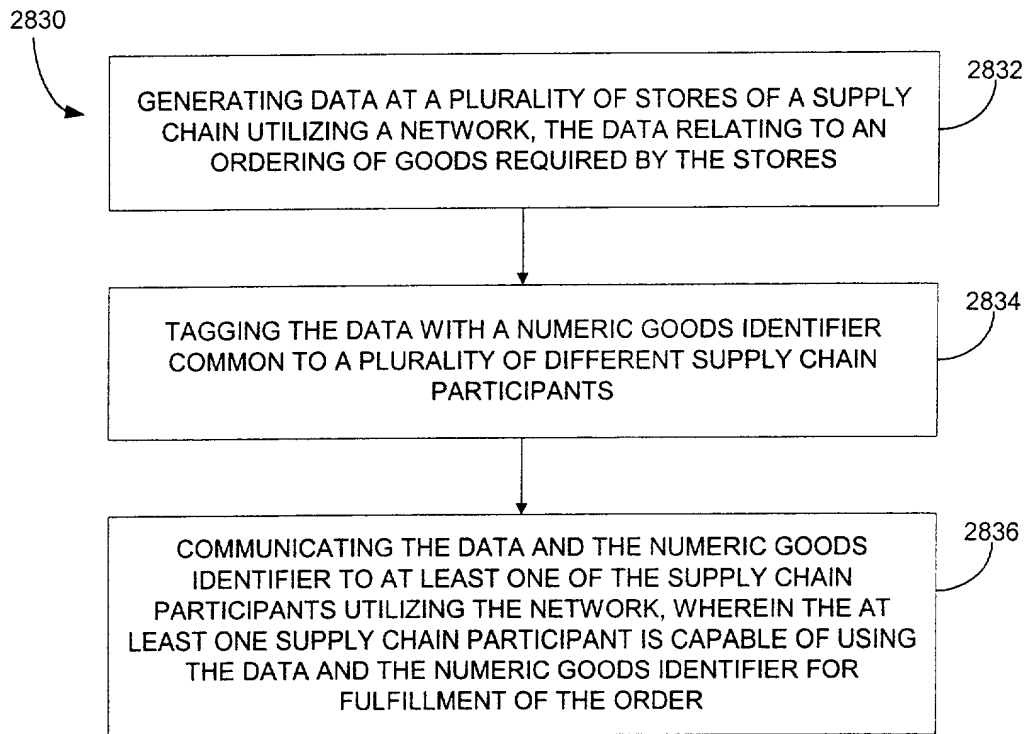 2830
2832
GENERATING DATA AT A PLURALITY OF STORES OF A SUPPLY
CHAIN UTILIZING A NETWORK, THE DATA RELATING TO AN
ORDERING OF GOODS REQUIRED BY THE STORES
2834
TAGGING THE DATA WITH A NUMERIC GOODS IDENTIFIER
COMMON TO A PLURALITY OF DIFFERENT SUPPLY CHAIN
PARTICIPANTS
2836
COMMUNICATING THE DATA AND THE NUMERIC GOODS
IDENTIFIER TO AT LEAST ONE OF THE SUPPLY CHAIN
PARTICIPANTS UTILIZING THE NETWORK, WHEREIN THE AT
LEAST ONE SUPPLY CHAIN PARTICIPANT IS CAPABLE OF USING
THE DATA AND THE NUMERIC GOODS IDENTIFIER FOR
FULFILLMENT OF THE ORDER